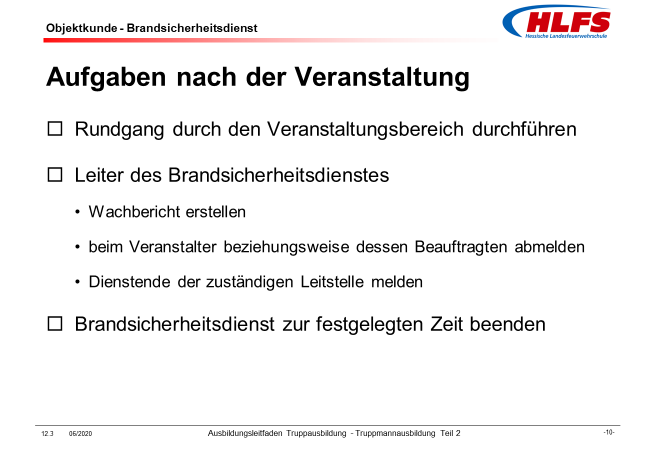 Objektkunde - Brandsicherheitsdienst
HLFS
Hessische Landesfeuerwehrschule
Aufgaben nach der Veranstaltung
Rundgang durch den Veranstaltungsbereich durchführen
Leiter des Brandsicherheitsdienstes
• Wachbericht erstellen
• beim Veranstalter beziehungsweise dessen Beauftragten abmelden
• Dienstende der zuständigen Leitstelle melden
Brandsicherheitsdienst zur festgelegten Zeit beenden
12.3 06/2020 Ausbildungsleitfaden Truppausbildung - Truppmannausbildung Teil 2 -10-